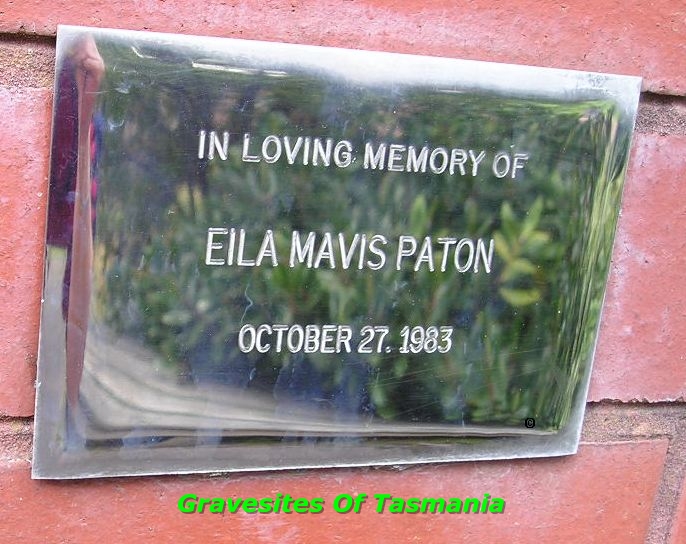 IN LOVING MEMORY OF
EILA MAVIS PATON
OCTOBER 27. 1983
©
Gravesites Of Tasmania